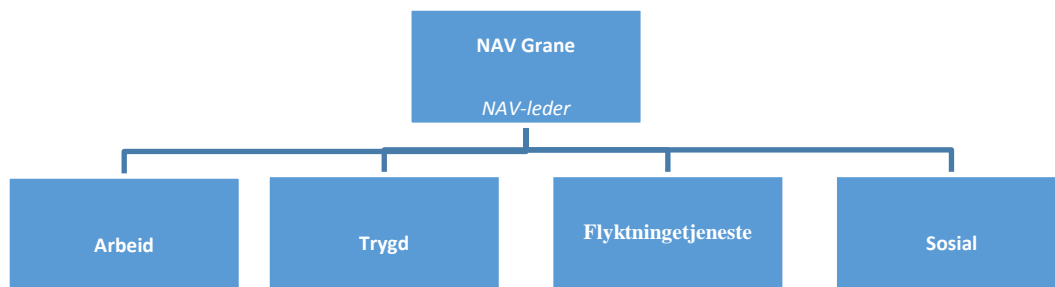 NAV Grane
NAV-leder
Arbeid
Trygd
Flyktningetjeneste
Sosial